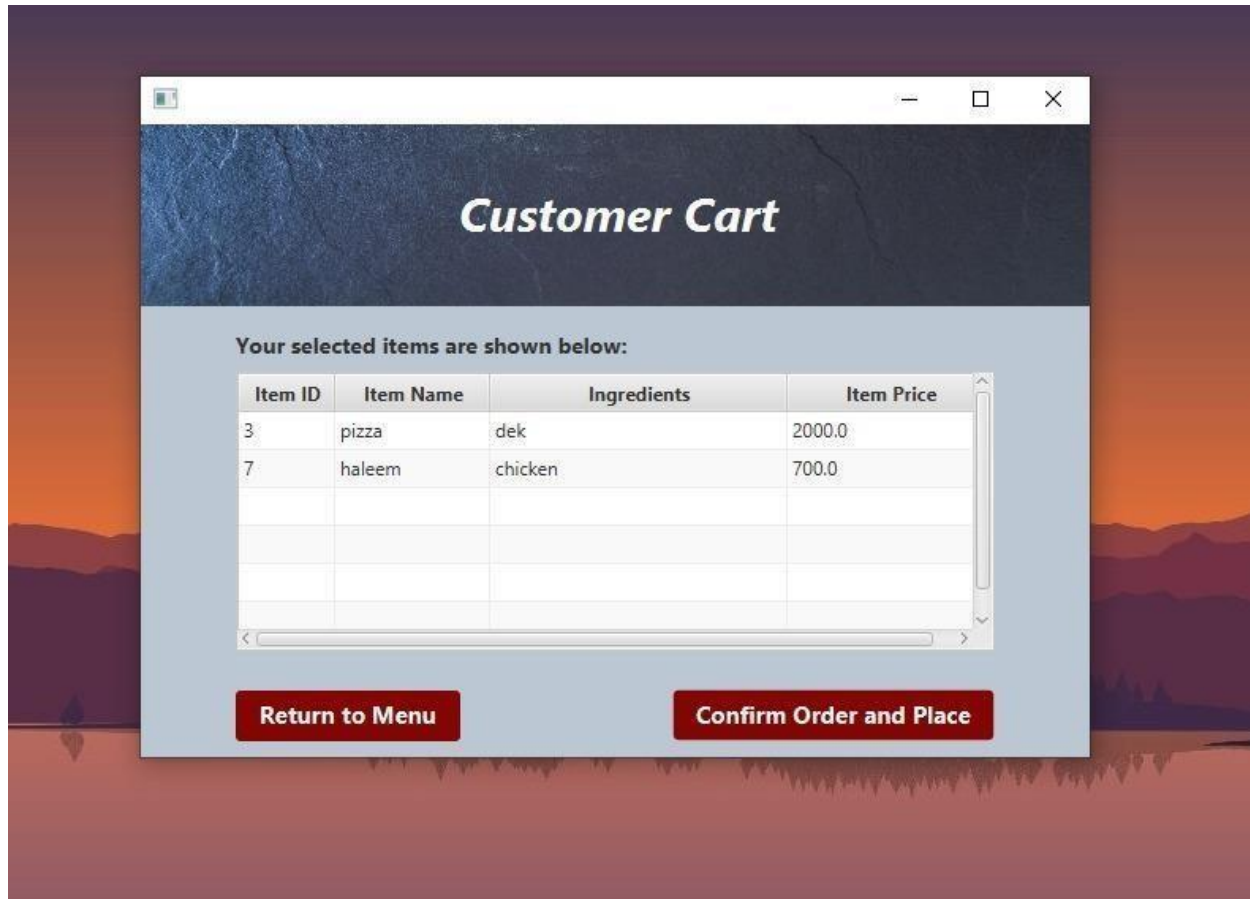 Customer Cart
Your selected items are shown below:
Item ID Item Name Ingredients Item Price
3 pizza dek 2000.0
7 haleem chicken 700.0
Return to Menu Confirm Order and Place